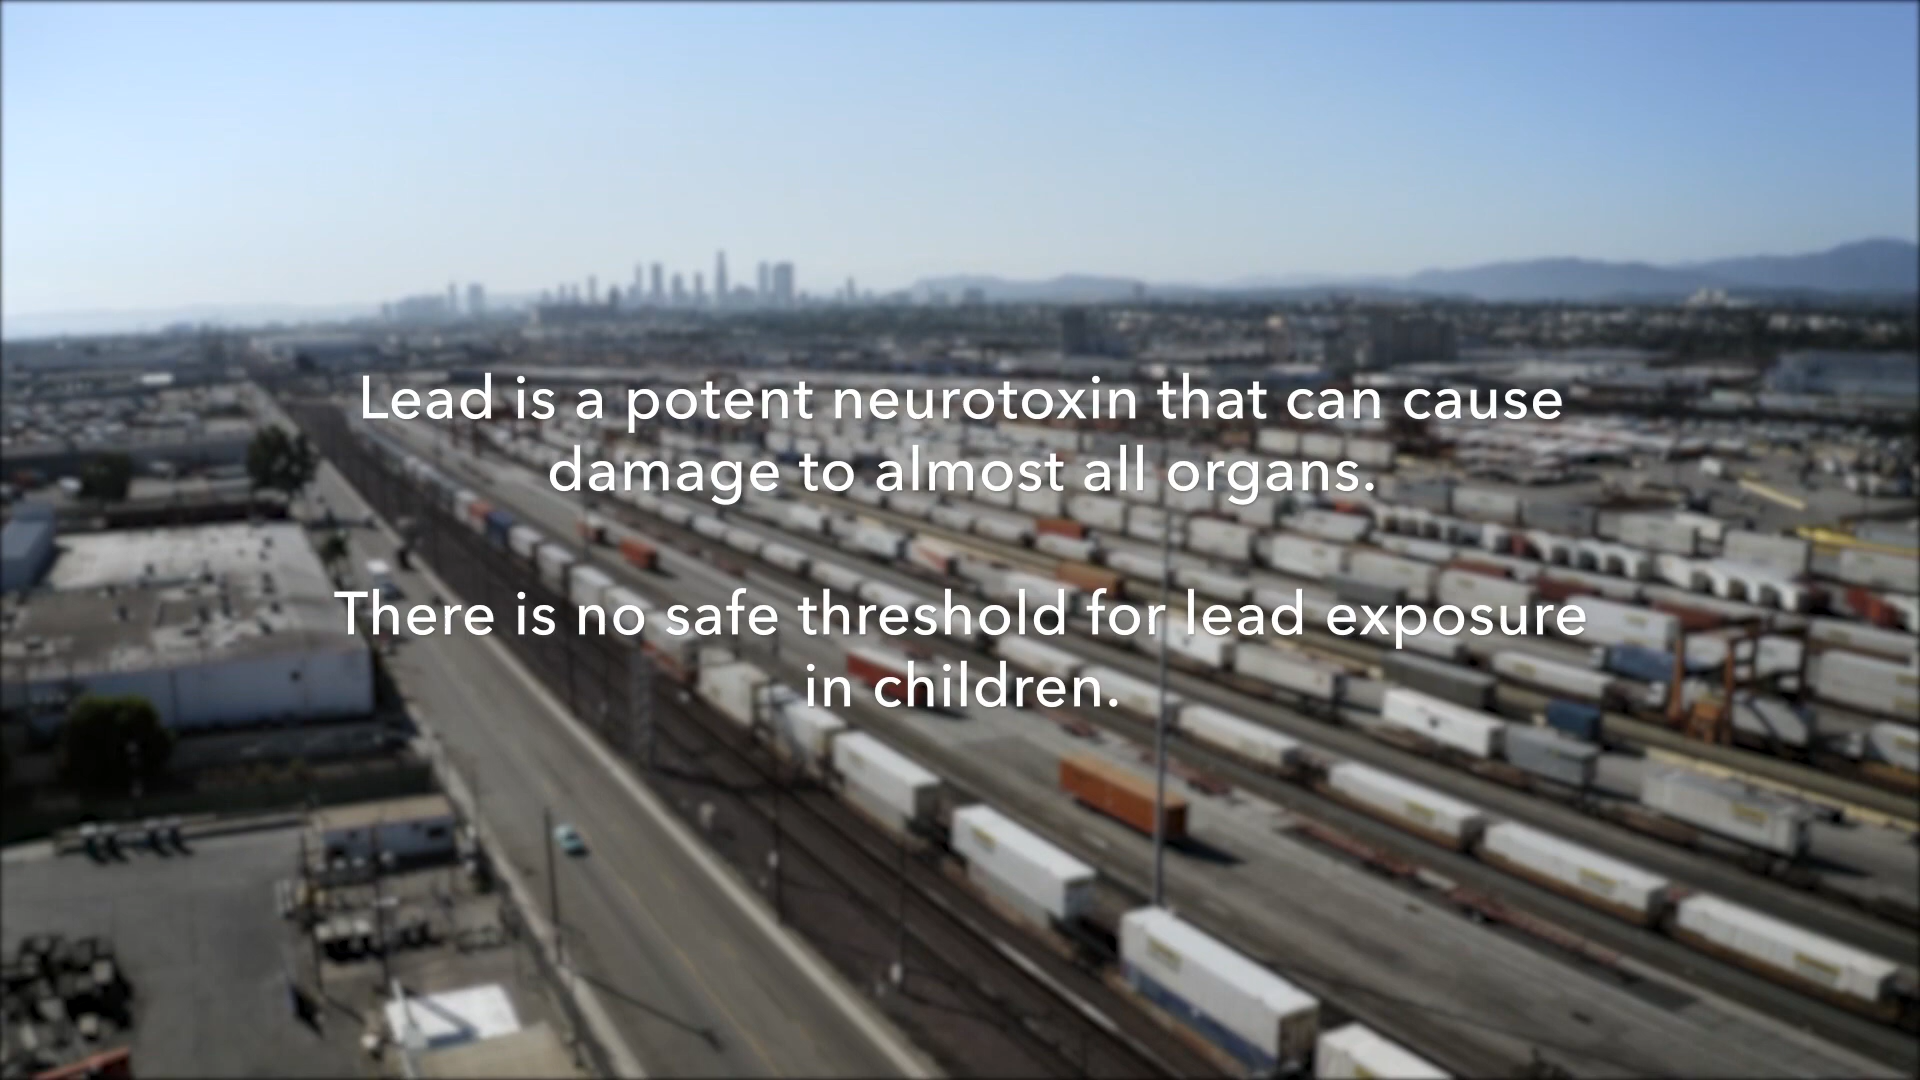 Lead is a potent neurotoxin that can cause
damage to almost all organs.
There is no safe threshold for lead exposure
in children.